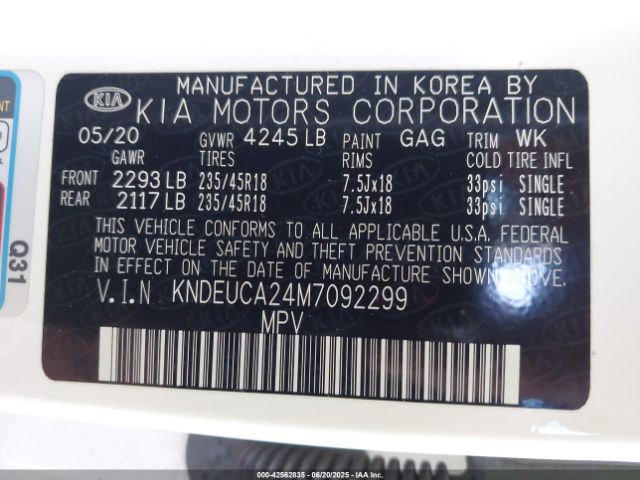 MANUFACTURED IN KOREA BY
KIA KIA MOTORS CORPORATION
05/20 GVWR 4245 LB PAINT GAG TRIM WK
GAWR TIRES RIMS COLD TIRE INFL
FRONT 2293 LB 235/45R18 7.5Jx18 33psi SINGLE
REAR 2117 LB 235/45R18 7.5Jx18 33psi SINGLE
THIS VEHICLE CONFORMS TO ALL APPLICABLE U.S.A. FEDERAL
MOTOR VEHICLE SAFETY AND THEFT PREVENTION STANDARDS
IN EFFECT ON THE DATE OF MANUFACTURE SHOWN ABOVE.
V.I.N KNDEUCA24M7092299
MPV
Q31
000-42562835 - 06/20/2025 - IAA Inc.